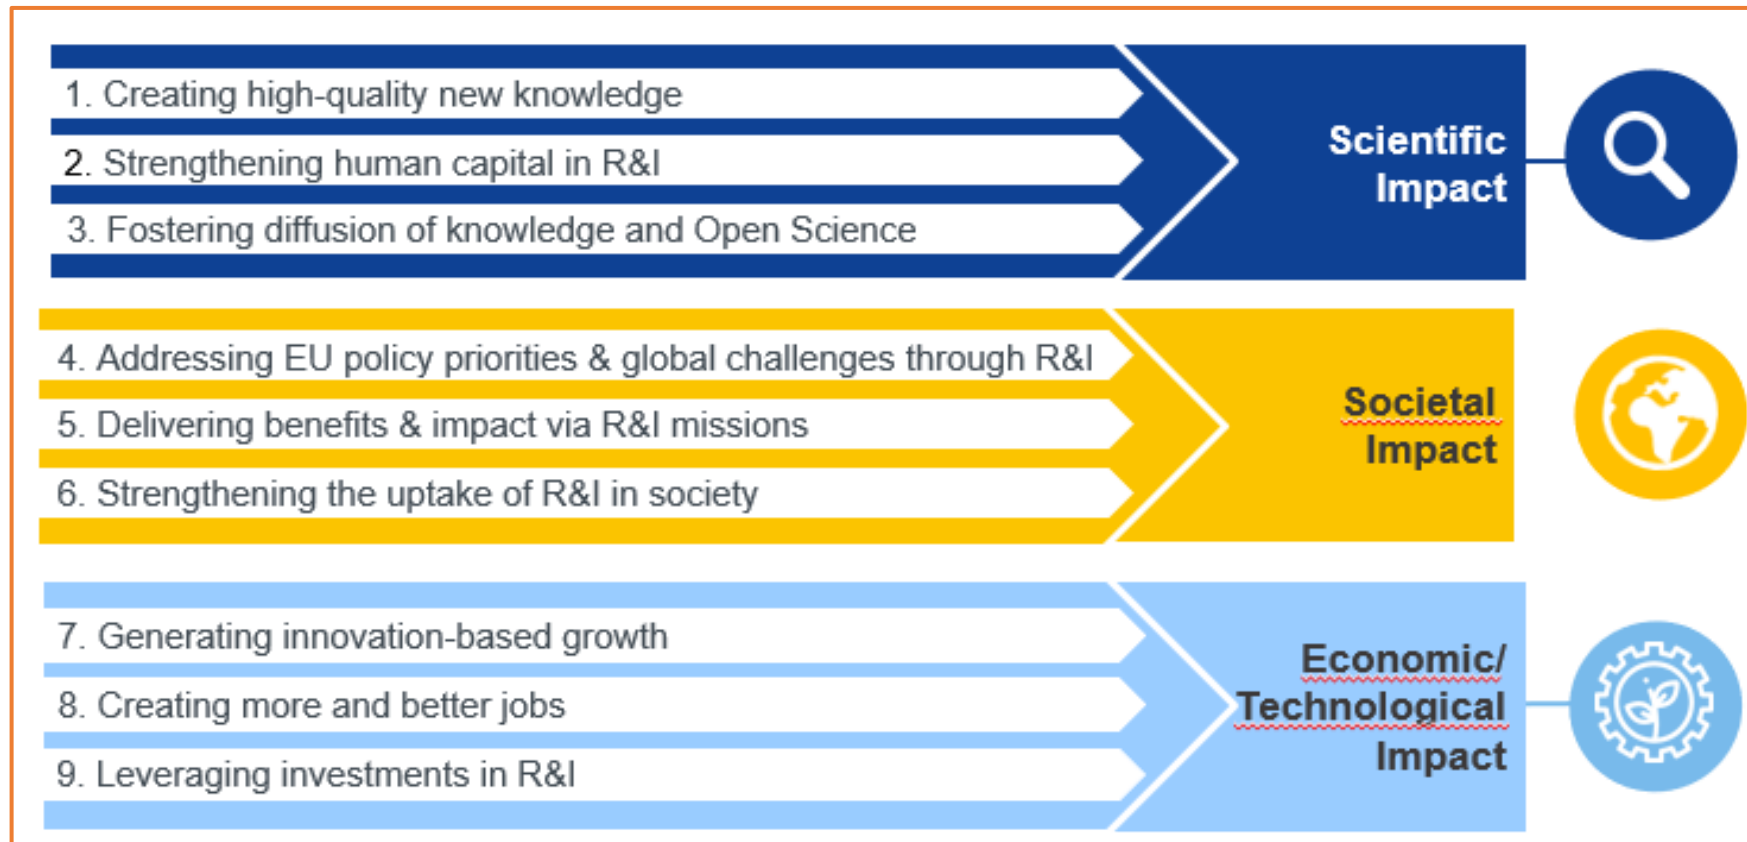 1. Creating high-quality new knowledge
2. Strengthening human capital in R&I
3. Fostering diffusion of knowledge and Open Science
Scientific
Impact
4. Addressing EU policy priorities & global challenges through R&I
5. Delivering benefits & impact via R&I missions
6. Strengthening the uptake of R&I in society
Societal
Impact
7. Generating innovation-based growth
8. Creating more and better jobs
9. Leveraging investments in R&I
Economic/
Technological
Impact